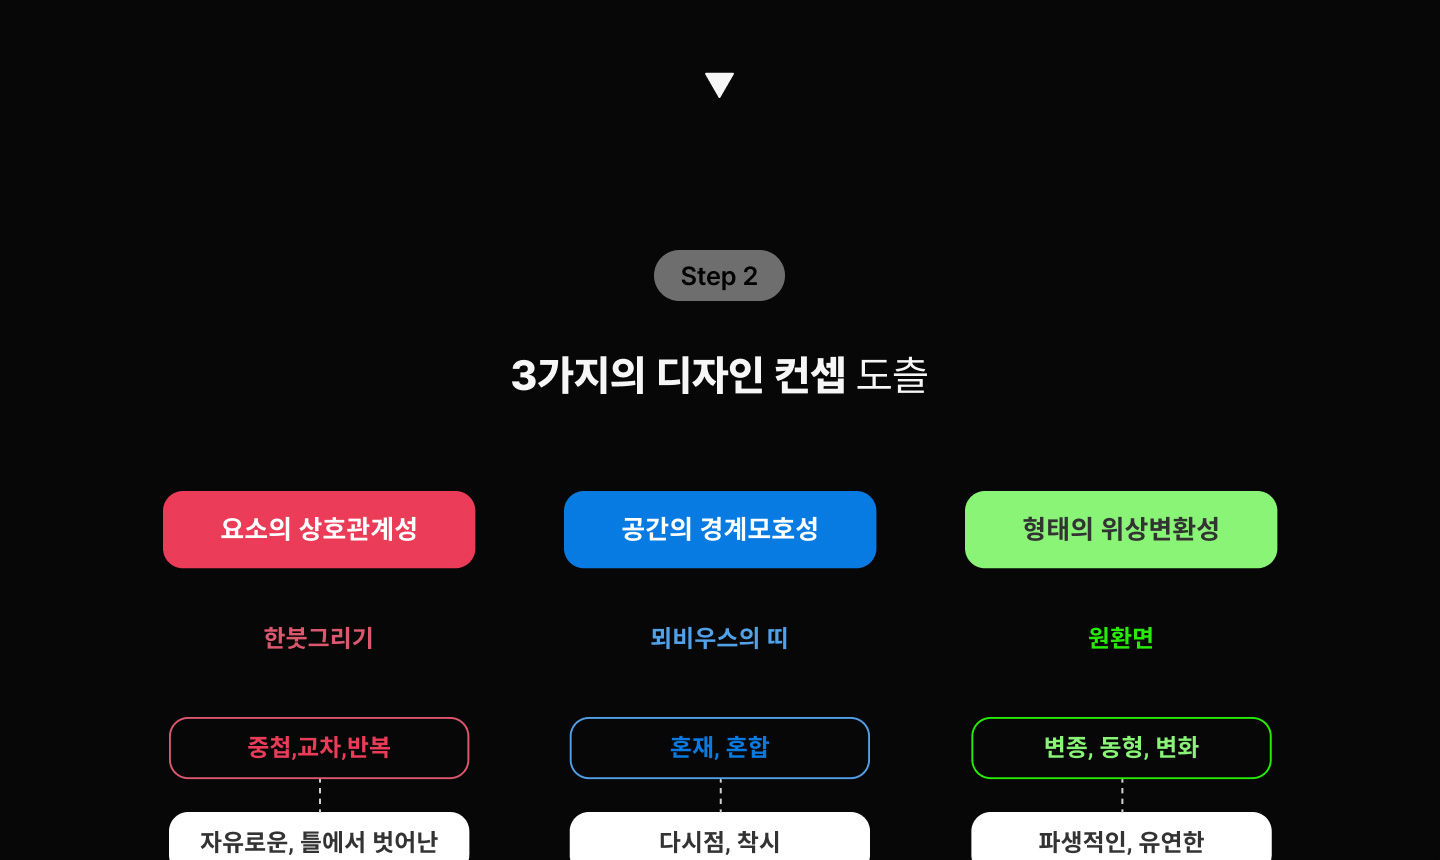 Step 2
3가지의 디자인 컨셉 도츨
요소의 상호관계성
공간의 경계모호성
형태의 위상변환성
한붓그리기
뫼비우스의 띠
원환면
중첩,교차,반복
혼재, 혼합
변종, 동형, 변화
자유로운, 틀에서 벗어난
다시점, 착시
파생적인, 유연한